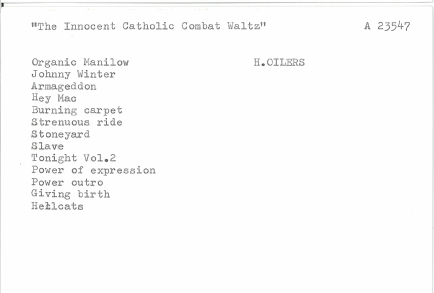 "The Innocent Catholic Combat Waltz" A 23547
Organic Manilow H.OILERS
Johnny Winter
Armageddon
Hey Mac
Burning carpet
Strenuous ride
Stoneyard
Slave
Tonight Vol.2
Power of expression
Power outro
Giving birth
Hellcats